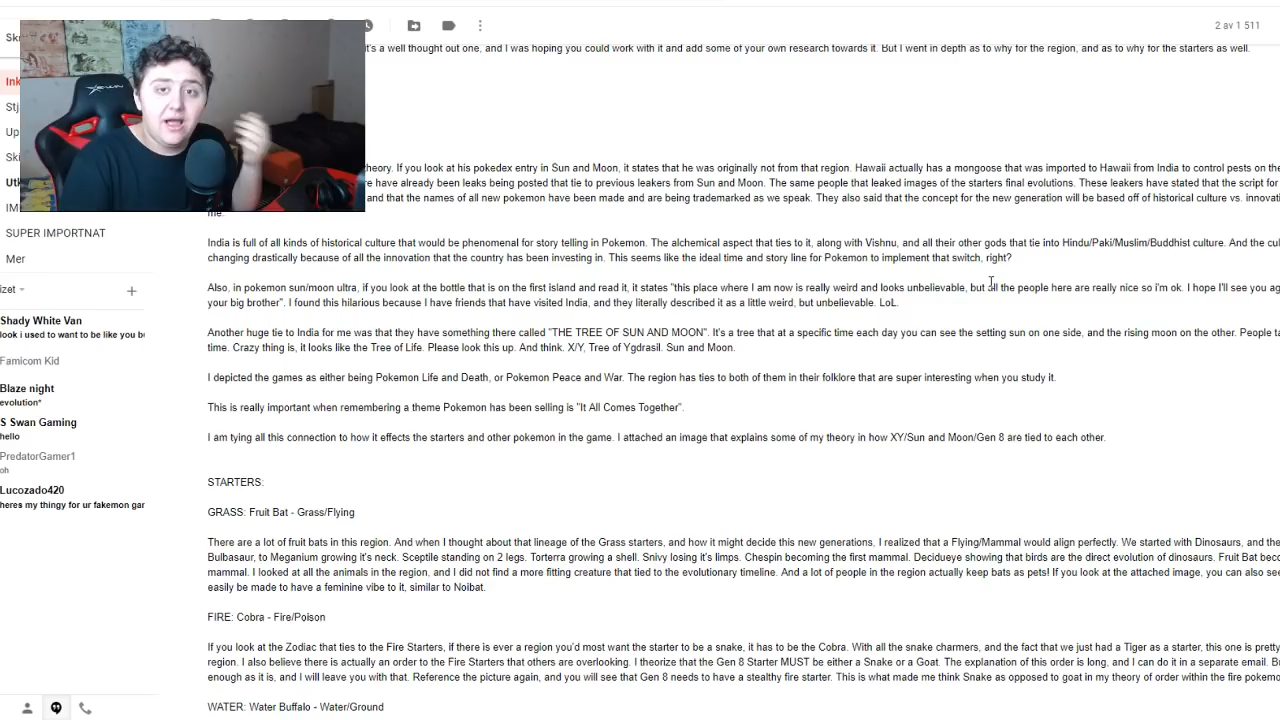 2 av 1 511
Sk
t's a well thought out one, and I was hoping you could work with it and add some of your own research towards it. But I went in depth as to why for the region, and as to why for the starters as well.
Ink
Stj
Up
Ski
Utk
IM
theory. If you look at his pokedex entry in Sun and Moon, it states that he was originally not from that region. Hawaii actually has a mongoose that was imported to Hawaii from India to control pests on the
re have already been leaks being posted that tie to previous leakers from Sun and Moon. The same people that leaked images of the starters final evolutions. These leakers have stated that the script for
and that the names of all new pokemon have been made and are being trademarked as we speak. They also said that the concept for the new generation will be based off of historical culture vs. innovati
me.
SUPER IMPORTNAT
Mer
India is full of all kinds of historical culture that would be phenomenal for story telling in Pokemon. The alchemical aspect that ties to it, along with Vishnu, and all their other gods that tie into Hindu/Paki/Muslim/Buddhist culture. And the cul
changing drastically because of all the innovation that the country has been investing in. This seems like the ideal time and story line for Pokemon to implement that switch, right?
izet
Also, in pokemon sun/moon ultra, if you look at the bottle that is on the first island and read it, it states "this place where I am now is really weird and looks unbelievable, but all the people here are really nice so i'm ok. I hope I'll see you ag
your big brother". I found this hilarious because I have friends that have visited India, and they literally described it as a little weird, but unbelievable. LoL.
Shady White Van
look i used to want to be like yo
Another huge tie to India for me was that they have something there called "THE TREE OF SUN AND MOON". It's a tree that at a specific time each day you can see the setting sun on one side, and the rising moon on the other. People ta
time. Crazy thing is, it looks like the Tree of Life. Please look this up. And think. X/Y, Tree of Ygdrasil. Sun and Moon.
Famicom Kid
Blaze night
evolution*
I depicted the games as either being Pokemon Life and Death, or Pokemon Peace and War. The region has ties to both of them in their folklore that are super interesting when you study it.
This is really important when remembering a theme Pokemon has been selling is "It All Comes Together".
S Swan Gaming
hello
I am tying all this connection to how it effects the starters and other pokemon in the game. I attached an image that explains some of my theory in how XY/Sun and Moon/Gen 8 are tied to each other.
PredatorGamer1
oh
STARTERS:
Lucozado420
heres my thingy for ur fakemon gar
GRASS: Fruit Bat - Grass/Flying
There are a lot of fruit bats in this region. And when I thought about that lineage of the Grass starters, and how it might decide this new generations, I realized that a Flying/Mammal would align perfectly. We started with Dinosaurs, and the
Bulbasaur, to Meganium growing it's neck. Sceptile standing on 2 legs. Torterra growing a shell. Snivy losing it's limps. Chespin becoming the first mammal. Decidueye showing that birds are the direct evolution of dinosaurs. Fruit Bat beco
mammal. I looked at all the animals in the region, and I did not find a more fitting creature that tied to the evolutionary timeline. And a lot of people in the region actually keep bats as pets! If you look at the attached image, you can also see
easily be made to have a feminine vibe to it, similar to Noibat.
FIRE: Cobra - Fire/Poison
If you look at the Zodiac that ties to the Fire Starters, if there is ever a region you'd most want the starter to be a snake, it has to be the Cobra. With all the snake charmers, and the fact that we just had a Tiger as a starter, this one is pretty
region. I also believe there is actually an order to the Fire Starters that others are overlooking. I theorize that the Gen 8 Starter MUST be either a Snake or a Goat. The explanation of this order is long, and I can do it in a separate email. B
enough as it is, and I will leave you with that. Reference the picture again, and you will see that Gen 8 needs to have a stealthy fire starter. This is what made me think Snake as opposed to goat in my theory of order within the fire pokemo
WATER: Water Buffalo - Water/Ground